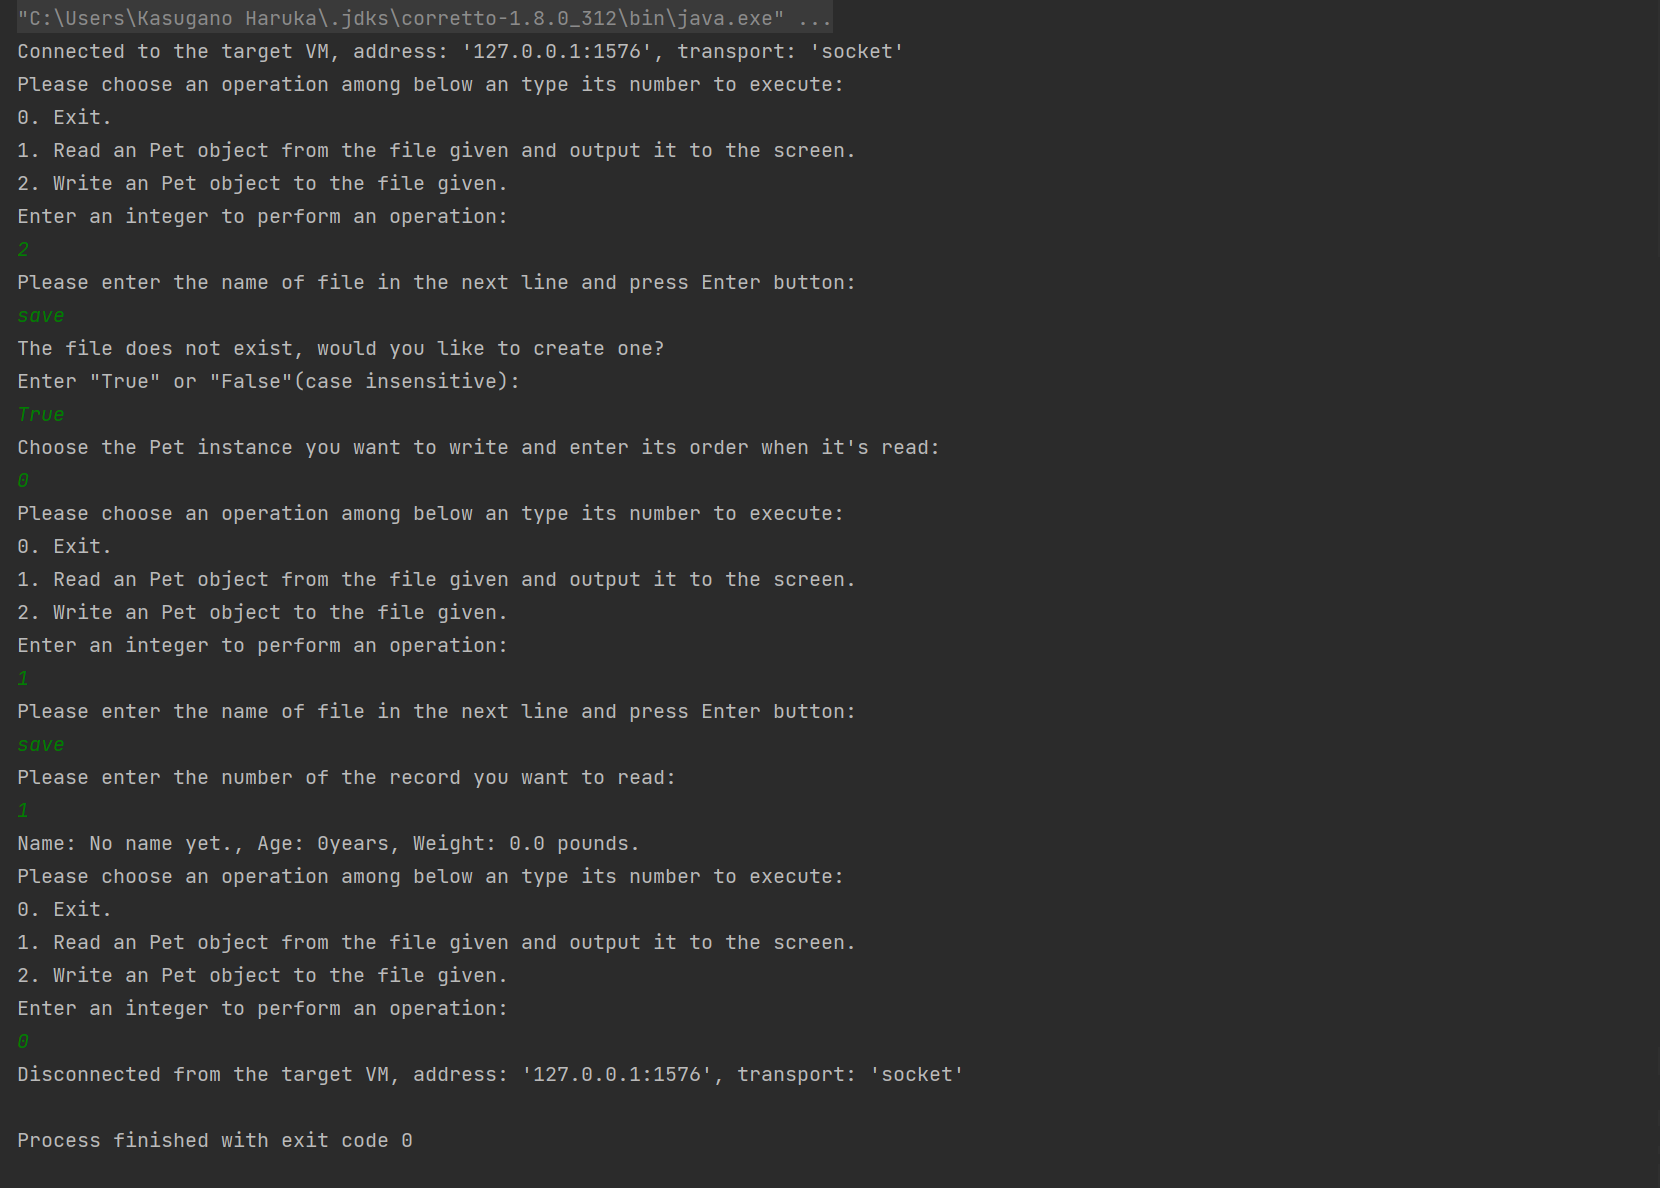 "C:\Users\Kasugano Haruka\.jdks\corretto-1.8.0_312\bin\java.exe" ...
Connected to the target VM, address: '127.0.0.1:1576', transport: 'socket'
Please choose an operation among below an type its number to execute:
0. Exit.
1. Read an Pet object from the file given and output it to the screen.
2. Write an Pet object to the file given.
Enter an integer to perform an operation:
2
Please enter the name of file in the next line and press Enter button:
save
The file does not exist, would you like to create one?
Enter "True" or "False"(case insensitive):
True
Choose the Pet instance you want to write and enter its order when it's read:
0
Please choose an operation among below an type its number to execute:
0. Exit.
1. Read an Pet object from the file given and output it to the screen.
2. Write an Pet object to the file given.
Enter an integer to perform an operation:
1
Please enter the name of file in the next line and press Enter button:
save
Please enter the number of the record you want to read:
1
Name: No name yet., Age: 0years, Weight: 0.0 pounds.
Please choose an operation among below an type its number to execute:
0. Exit.
1. Read an Pet object from the file given and output it to the screen.
2. Write an Pet object to the file given.
Enter an integer to perform an operation:
0
Disconnected from the target VM, address: '127.0.0.1:1576', transport: 'socket'
Process finished with exit code 0